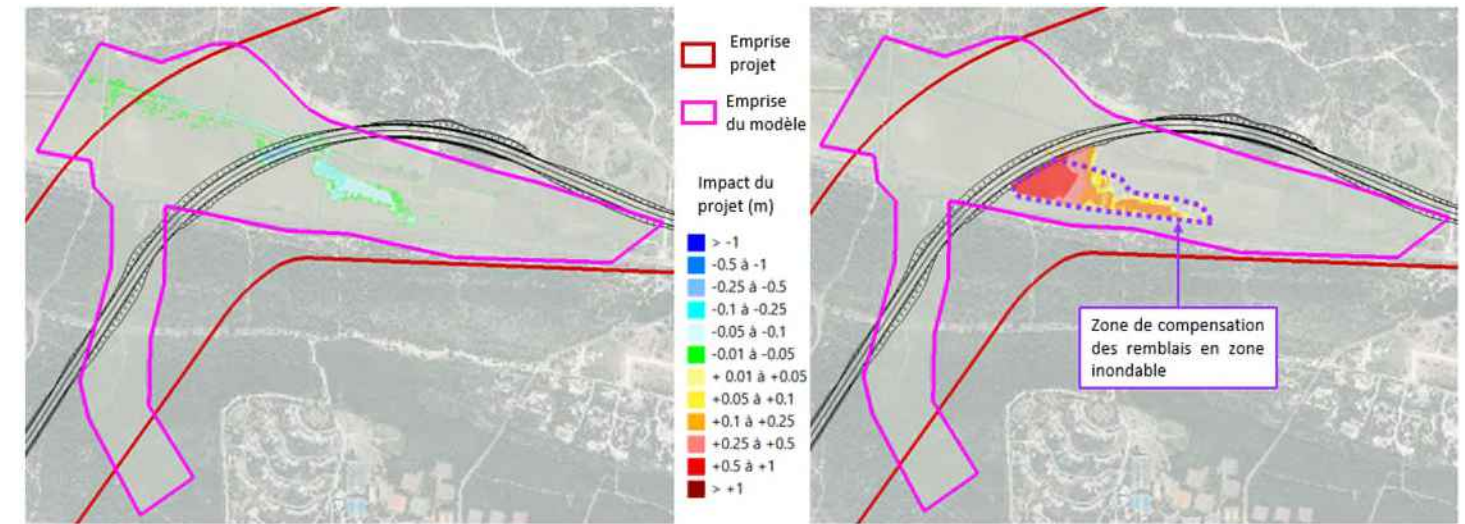 Emprise
projet
Emprise
du modèle
Impact du
projet (m)
> -1
-0.5 à -1
-0.25 à -0.5
-0.1 à -0.25
-0.05 à -0.1
-0.01 à -0.05
+ 0.01 à +0.05
+0.05 à +0.1
+0.1 à +0.25
+0.25 à +0.5
+0.5 à +1
> +1
Zone de compensation
des remblais en zone
inondable